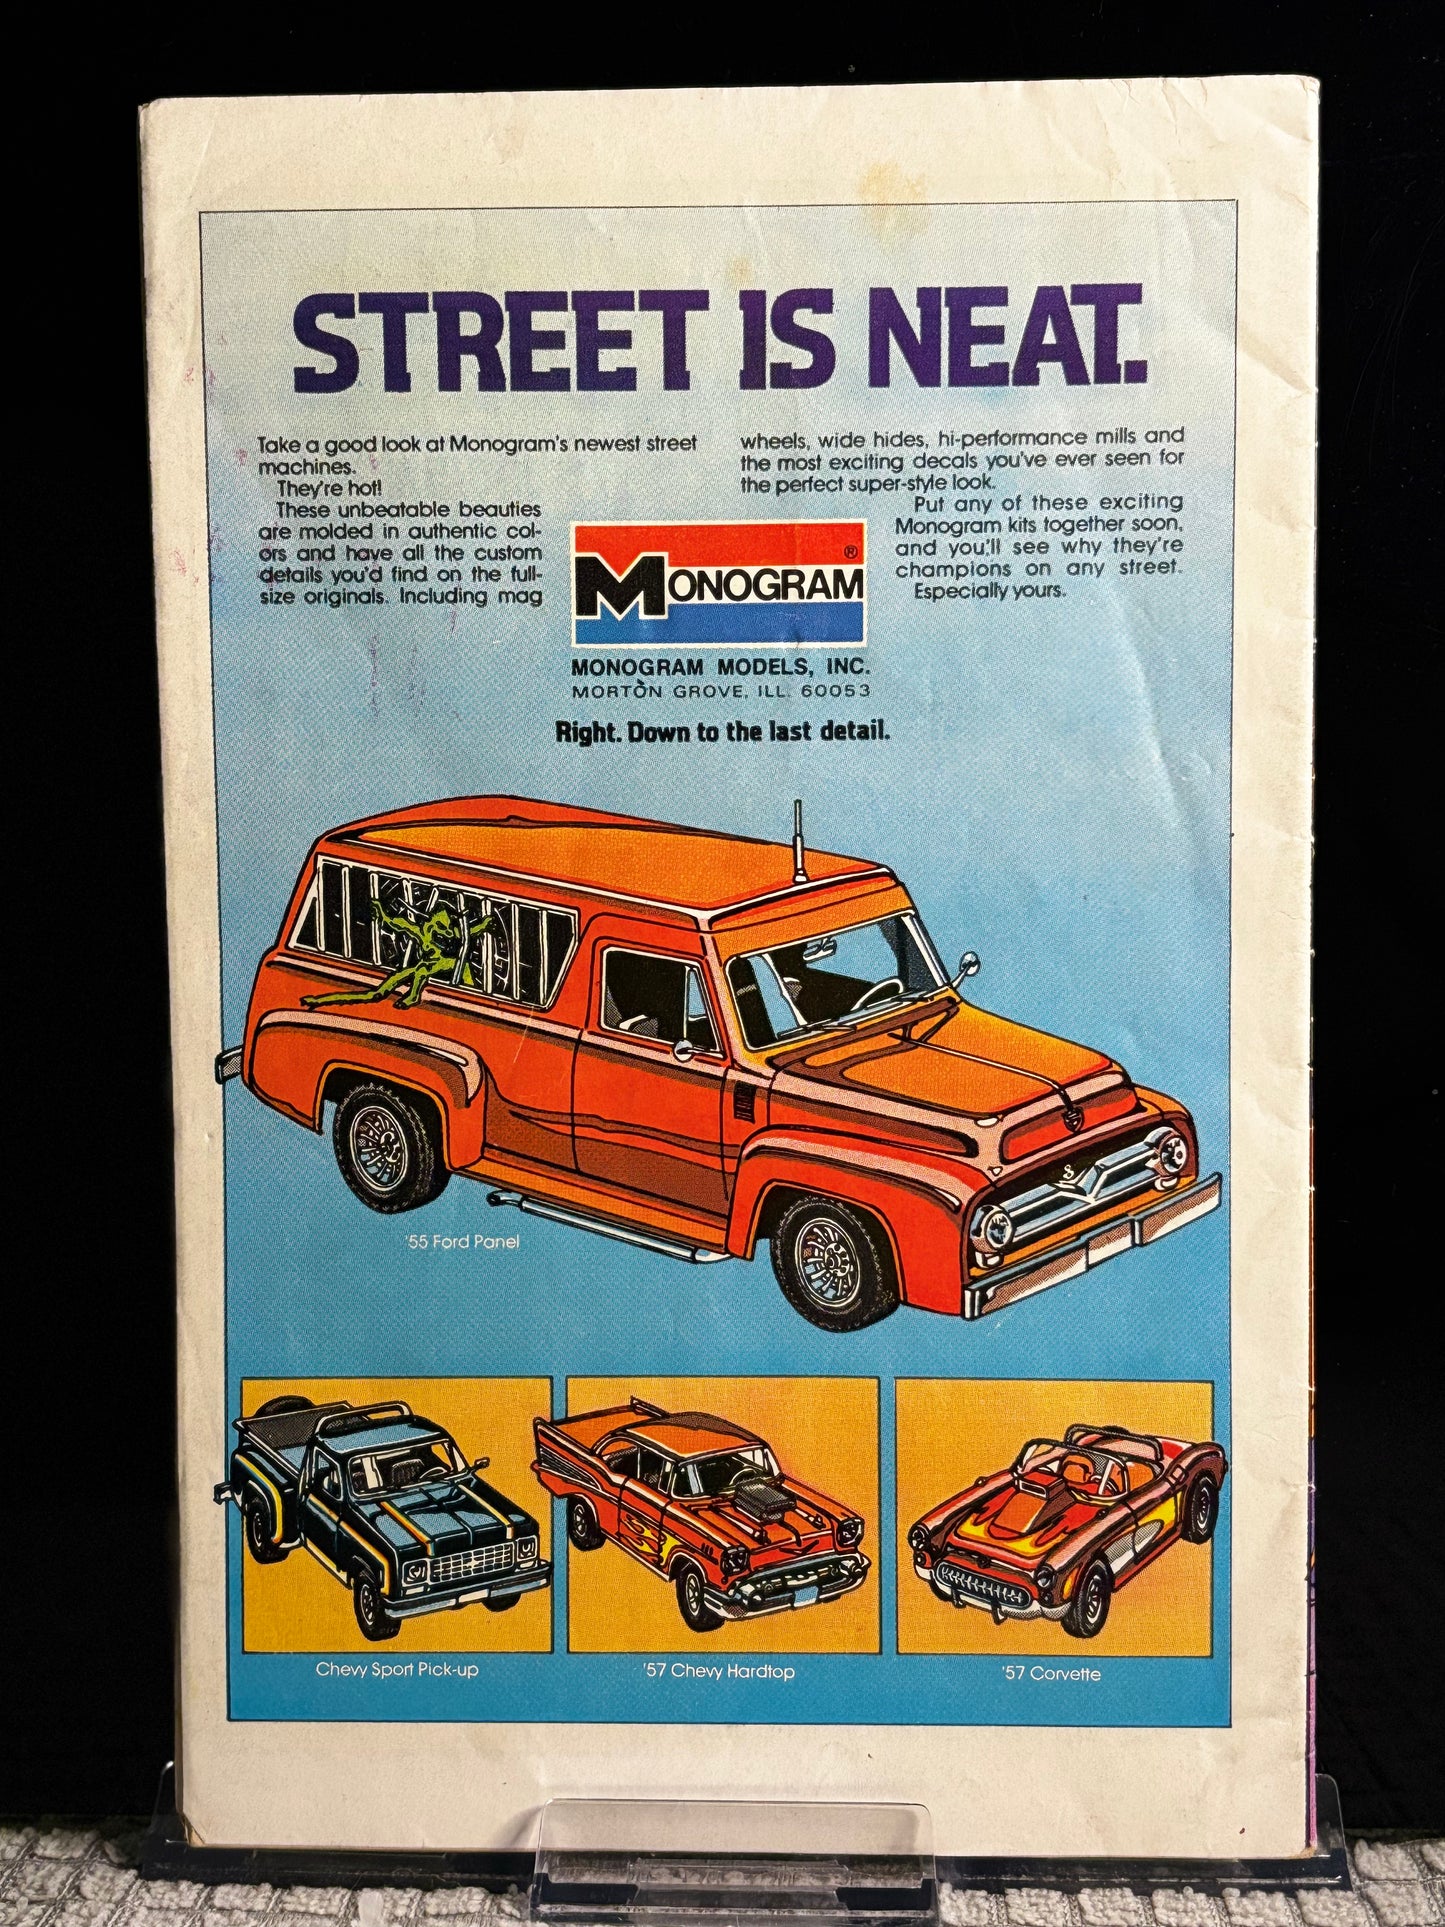 STREET IS NEAT.
Take a good look at Monogram's newest street
machines.
They're hot!
These unbeatable beauties
are molded in authentic col-
ors and have all the custom
details you'd find on the full-
size originals. Including mag
wheels, wide hides, hi-performance mills and
the most exciting decals you've ever seen for
the perfect super-style look.
Put any of these exciting
Monogram kits together soon,
and you'll see why they're
champions on any street.
Especially yours.
MONOGRAM ®
MONOGRAM MODELS, INC.
MORTON GROVE, ILL. 60053
Right. Down to the last detail.
'55 Ford Panel
Chevy Sport Pick-up
'57 Chevy Hardtop
'57 Corvette